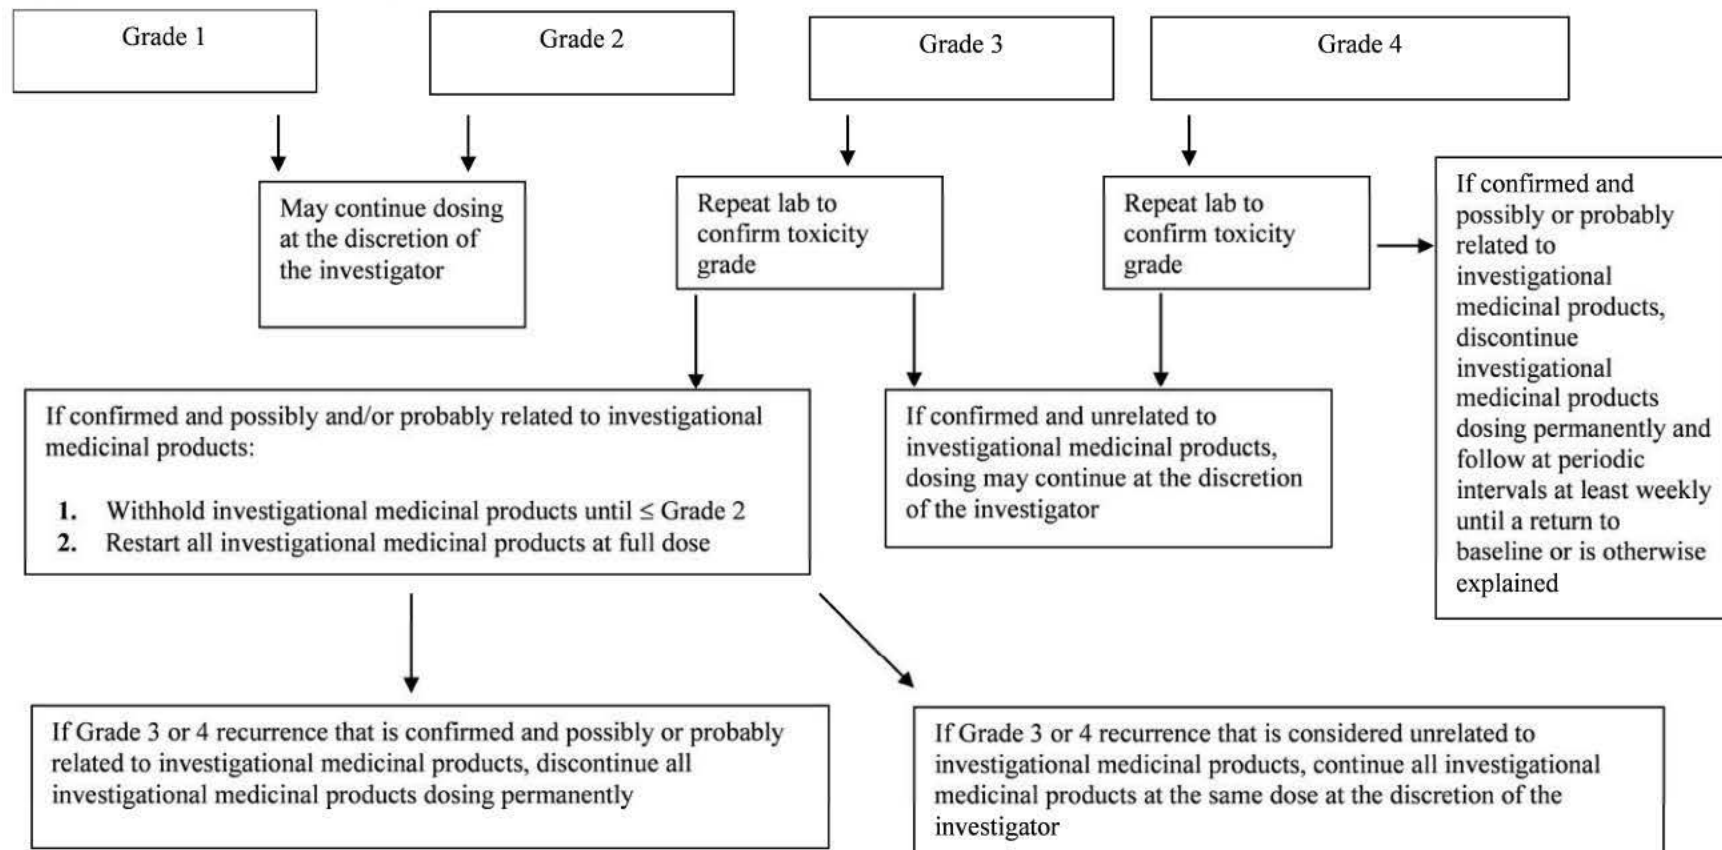 Grade 1
Grade 2
Grade 3
Grade 4
May continue dosing
at the discretion of
the investigator
Repeat lab to
confirm toxicity
grade
Repeat lab to
confirm toxicity
grade
If confirmed and
possibly or probably
related to
investigational
medicinal products,
discontinue
investigational
medicinal products
dosing permanently and
follow at periodic
intervals at least weekly
until a return to
baseline or is otherwise
explained
If confirmed and possibly and/or probably related to investigational
medicinal products:
1. Withhold investigational medicinal products until ≤ Grade 2
2. Restart all investigational medicinal products at full dose
If confirmed and unrelated to
investigational medicinal products,
dosing may continue at the discretion
of the investigator
If Grade 3 or 4 recurrence that is confirmed and possibly or probably
related to investigational medicinal products, discontinue all
investigational medicinal products dosing permanently
If Grade 3 or 4 recurrence that is considered unrelated to
investigational medicinal products, continue all investigational
medicinal products at the same dose at the discretion of the
investigator